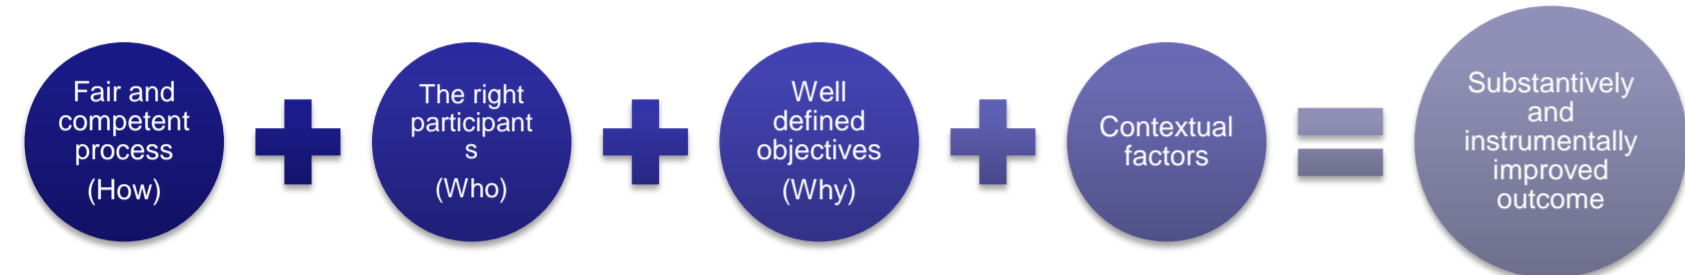 Fair and
competent
process
(How)
The right
participant
s
(Who)
Well
defined
objectives
(Why)
Contextual
factors
Substantively
and
instrumentally
improved
outcome